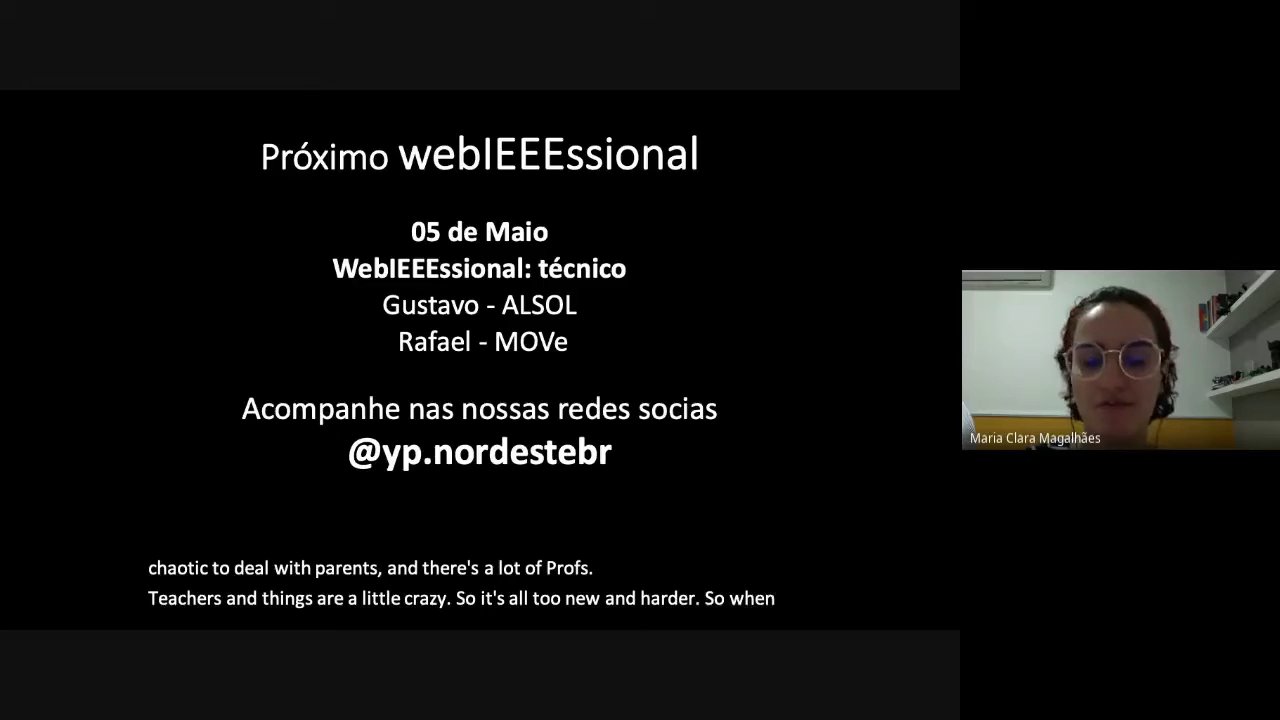 Próximo webIEEEssional
05 de Maio
WebIEEEssional: técnico
Gustavo - ALSOL
Rafael - MOVe
Acompanhe nas nossas redes socias
@yp.nordestebr
chaotic to deal with parents, and there's a lot of Profs.
Teachers and things are a little crazy. So it's all too new and harder. So when
Maria Clara Magalhães